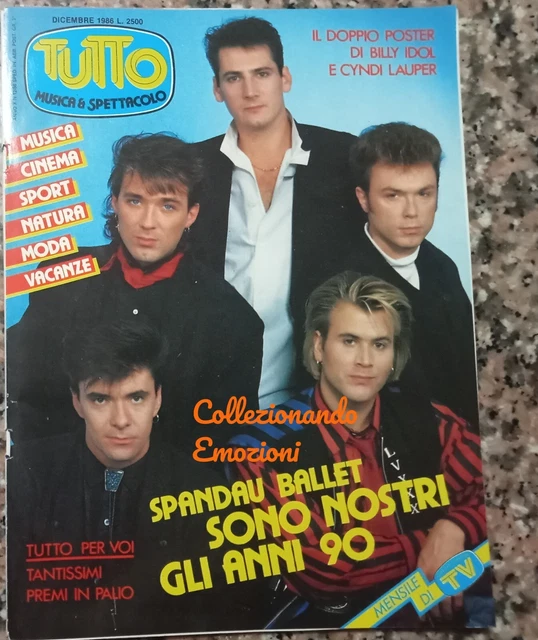 DICEMBRE 1986 L. 2500
TUTTO
MUSICA & SPETTACOLO
IL DOPPIO POSTER
DI BILLY IDOL
E CYNDI LAUPER
MUSICA
CINEMA
SPORT
NATURA
MODA
VACANZE
Collezionando
Emozioni
SPANDAU BALLET
SONO NOSTRI
GLI ANNI 90
TUTTO PER VOI
TANTISSIMI
PREMI IN PALIO
MENSILE
DI
TV